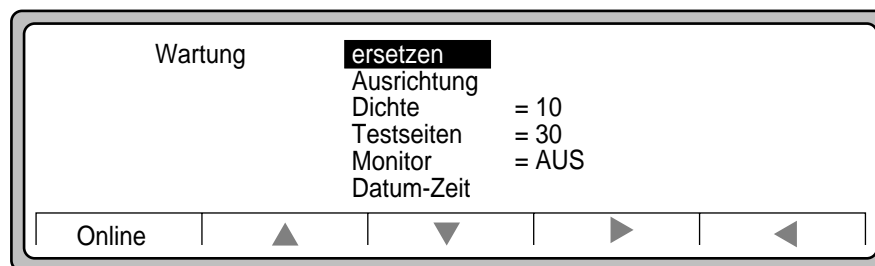 Wartung ersetzen
Ausrichtung
Dichte = 10
Testseiten = 30
Monitor = AUS
Datum-Zeit
Online